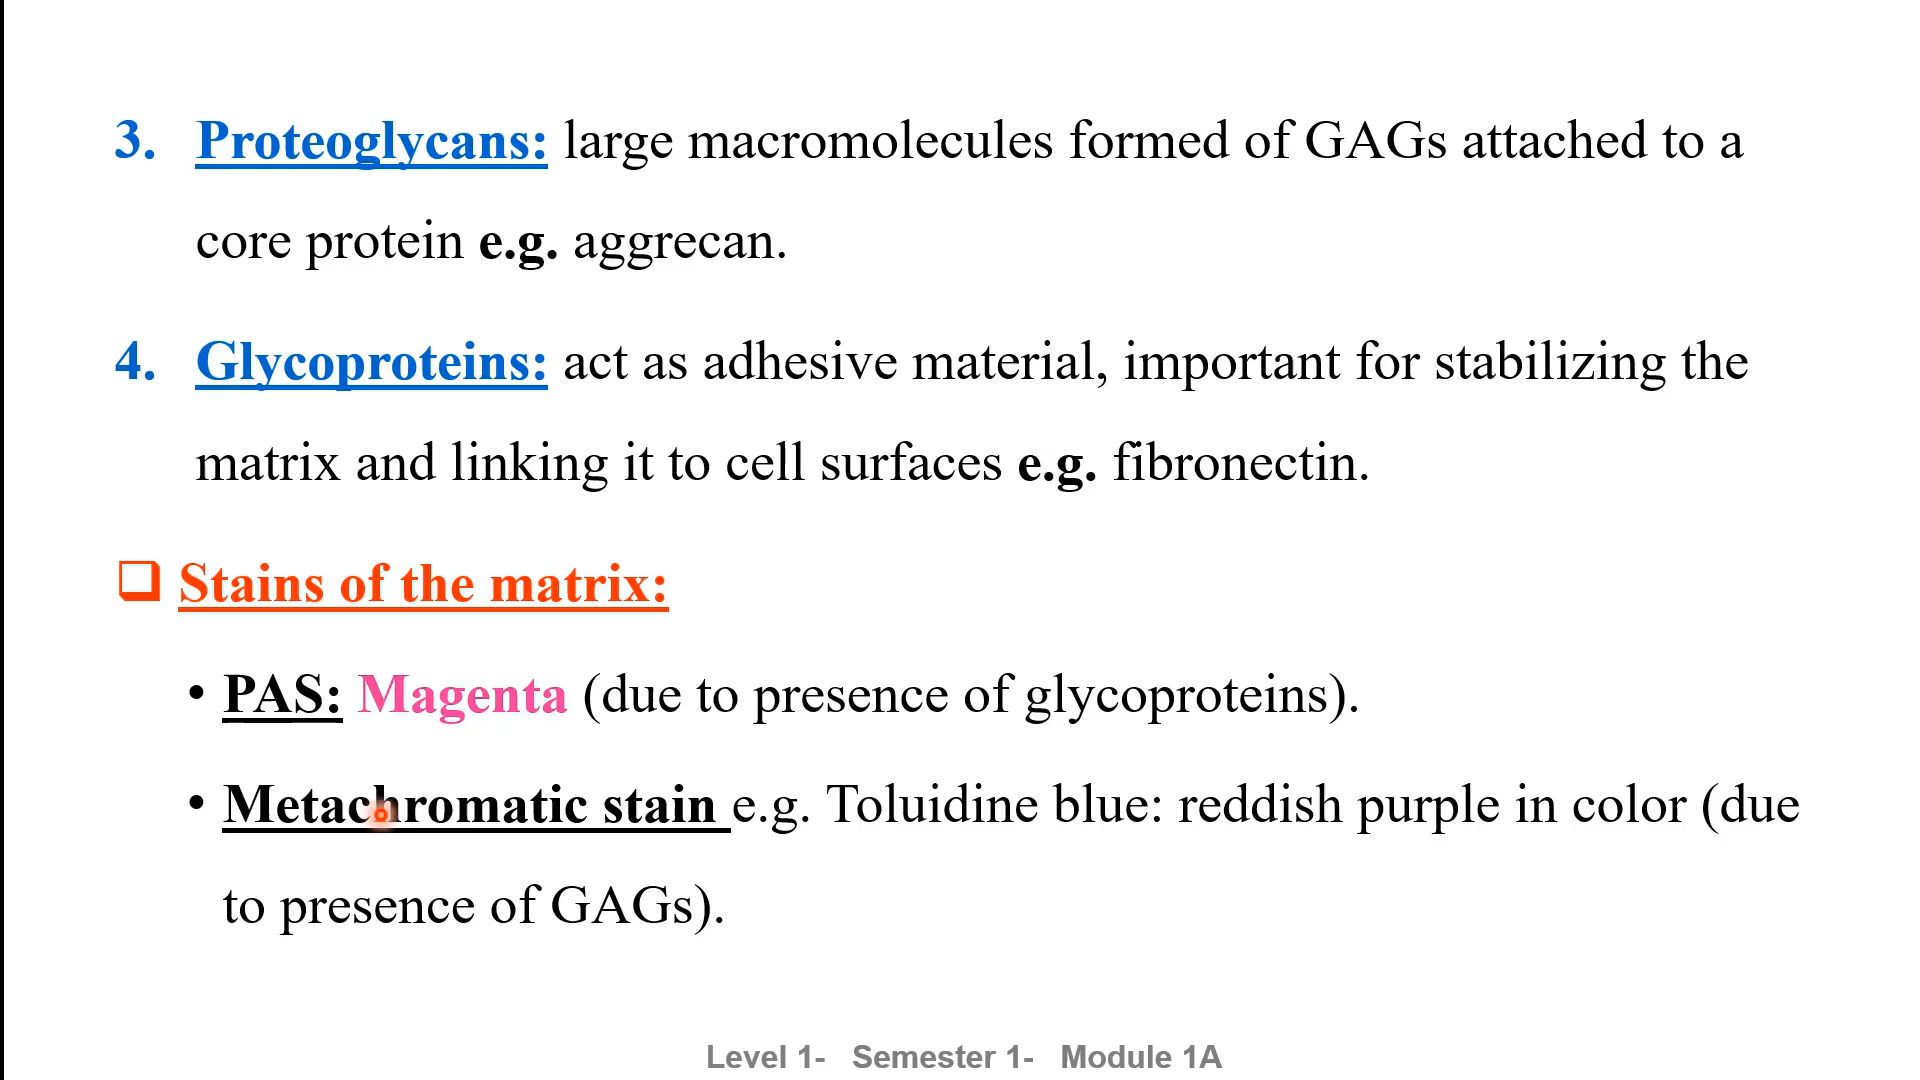 3. Proteoglycans: large macromolecules formed of GAGs attached to a
core protein e.g. aggrecan.
4. Glycoproteins: act as adhesive material, important for stabilizing the
matrix and linking it to cell surfaces e.g. fibronectin.
❑ Stains of the matrix:
• PAS: Magenta (due to presence of glycoproteins).
• Metachromatic stain e.g. Toluidine blue: reddish purple in color (due
to presence of GAGs).
Level 1- Semester 1- Module 1A